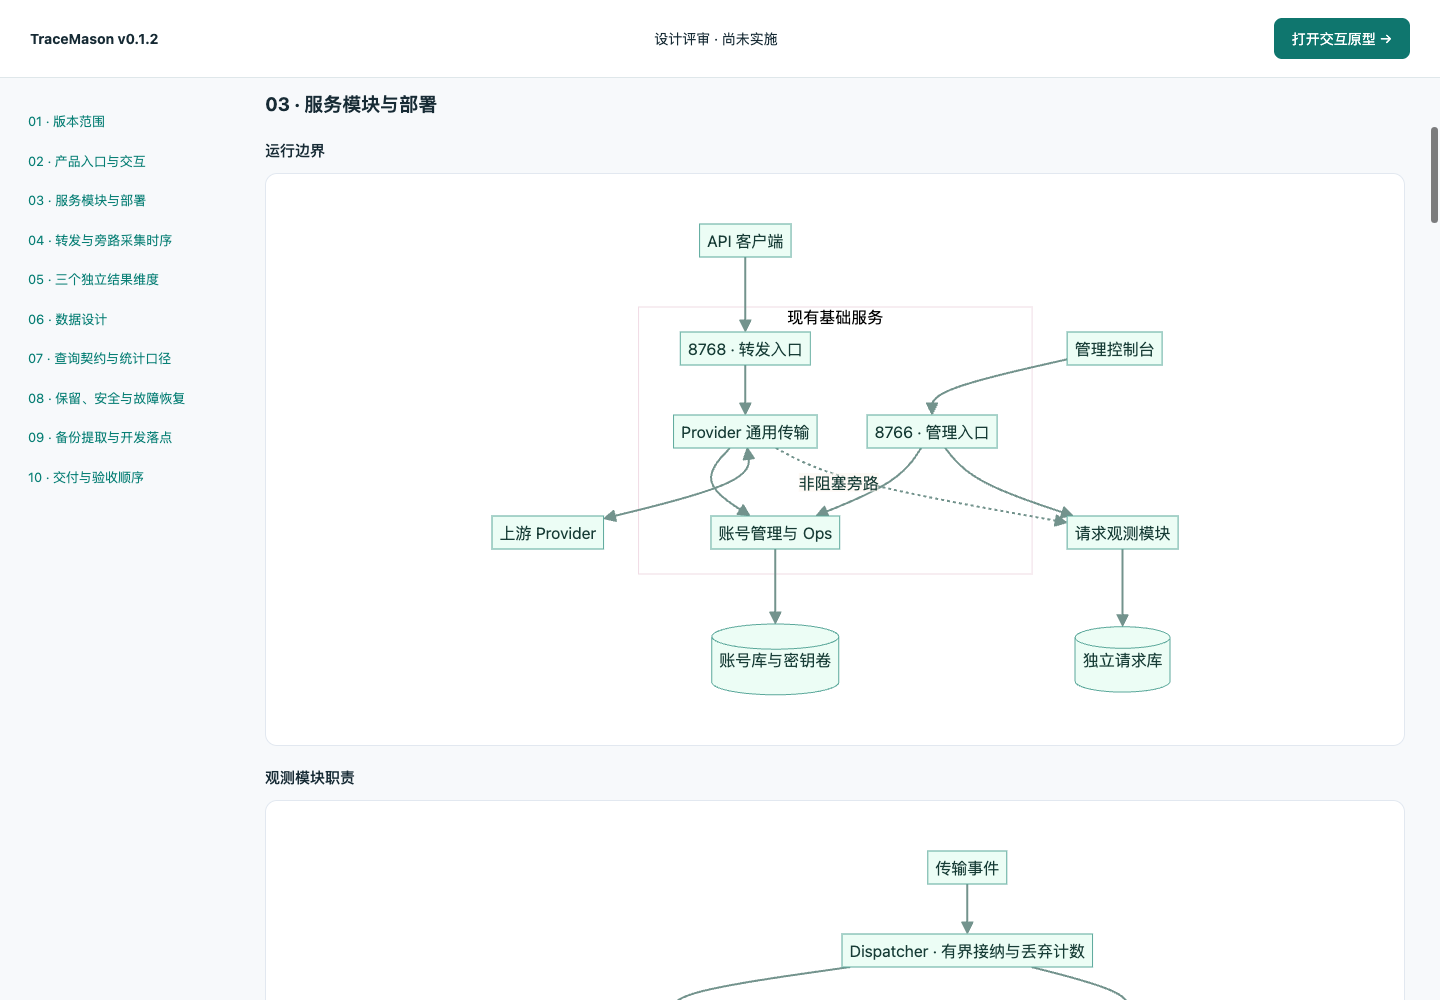 TraceMason v0.1.2
设计评审 · 尚未实施
打开交互原型 →
01 · 版本范围
02 · 产品入口与交互
03 · 服务模块与部署
04 · 转发与旁路采集时序
05 · 三个独立结果维度
06 · 数据设计
07 · 查询契约与统计口径
08 · 保留、安全与故障恢复
09 · 备份提取与开发落点
10 · 交付与验收顺序
03 · 服务模块与部署
运行边界
API 客户端
现有基础服务
8768 · 转发入口
管理控制台
Provider 通用传输
8766 · 管理入口
非阻塞旁路
上游 Provider
账号管理与 Ops
请求观测模块
账号库与密钥卷
独立请求库
观测模块职责
传输事件
Dispatcher · 有界接纳与丢弃计数